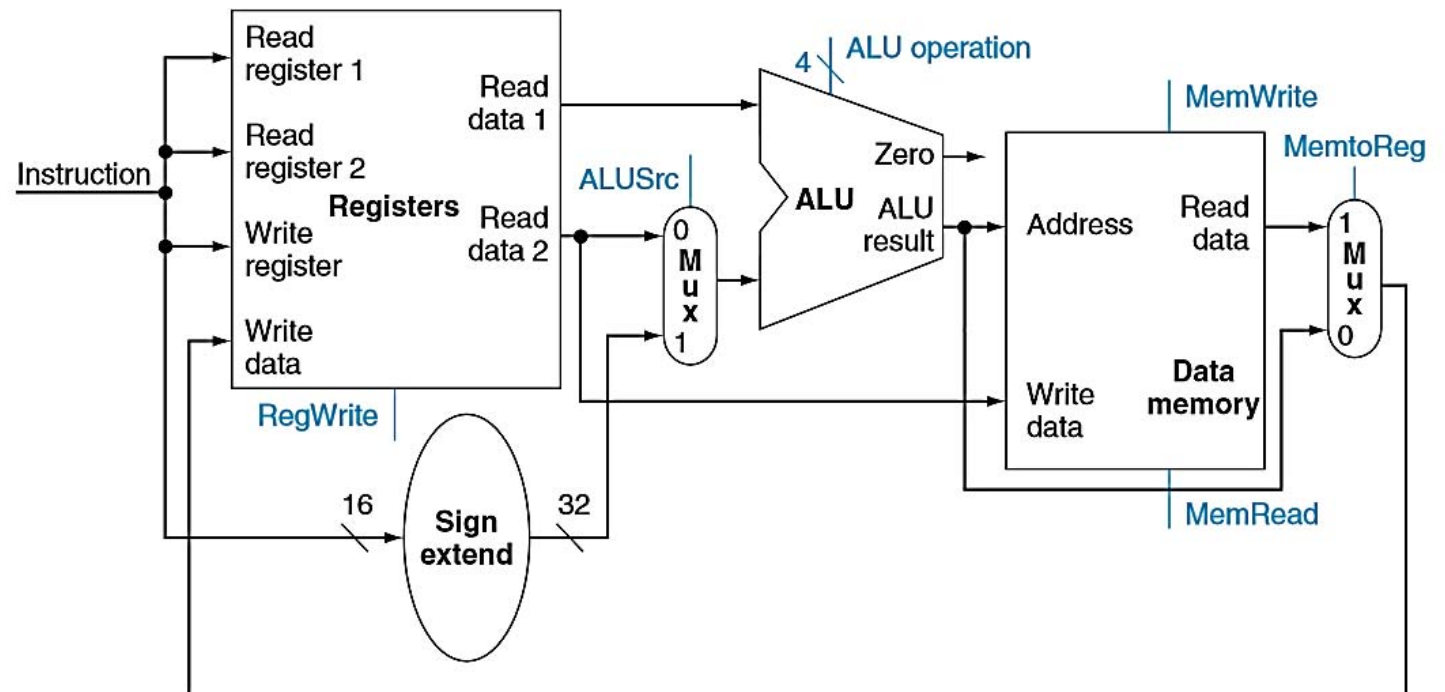 Instruction
Read
register 1
Read
register 2
Registers
Write
register
Write
data
Read
data 1
Read
data 2
RegWrite
16
Sign
extend
32
ALUSrc
0
M
u
x
1
4
ALU operation
Zero
ALU
ALU
result
MemWrite
Address
Read
data
Write
data
Data
memory
MemRead
MemtoReg
1
M
u
x
0